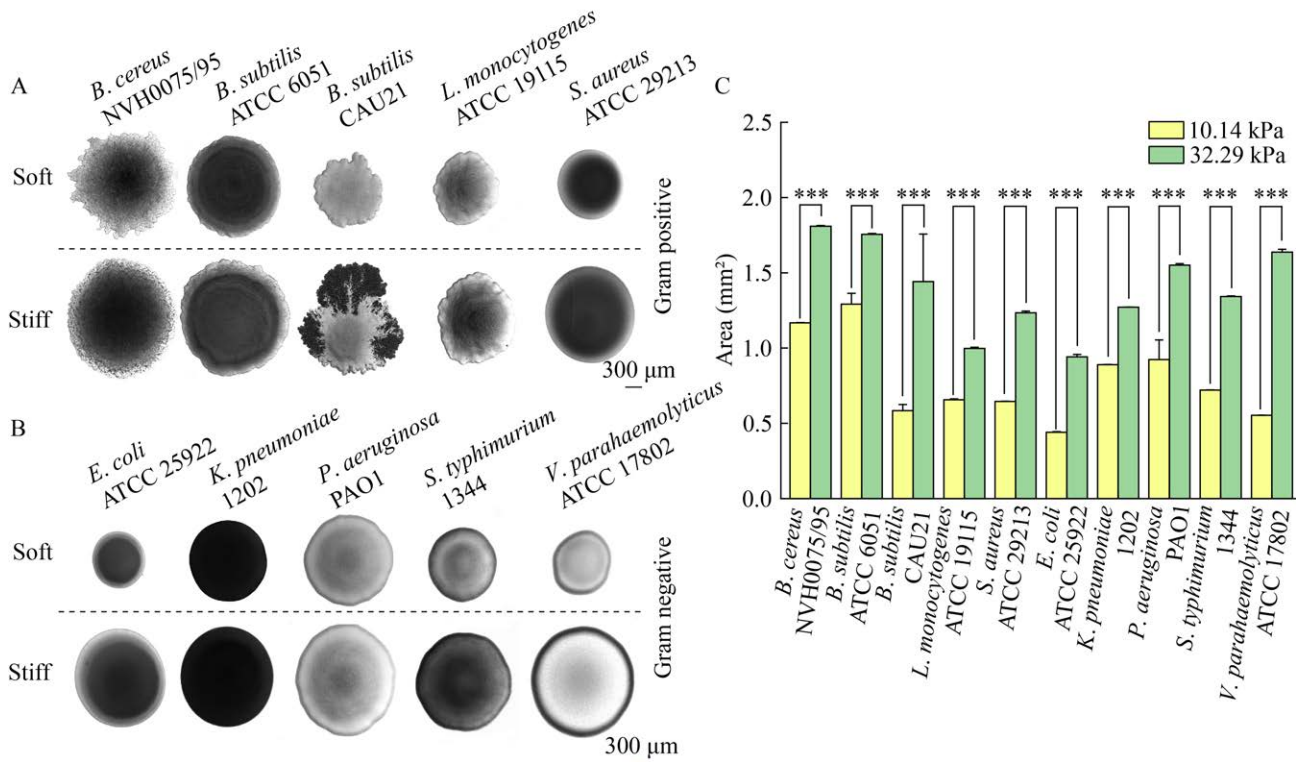 A
B. cereus
NVH0075/95
B. subtilis
ATCC 6051
B. subtilis
CAU21
L. monocytogenes
ATCC 19115
S. aureus
ATCC 29213
Soft
Stiff
Gram positive
300 μm
B
E. coli
ATCC 25922
K. pneumoniae
1202
P. aeruginosa
PAO1
S. typhimurium
1344
V. parahaemolyticus
ATCC 17802
Soft
Stiff
Gram negative
300 μm
C
10.14 kPa
32.29 kPa
Area (mm²)
2.5
2.0
1.5
1.0
0.5
0.0
*** *** *** *** *** *** *** *** *** ***
B. cereus
NVH0075/95
B. subtilis
ATCC 6051
B. subtilis
CAU21
L. monocytogenes
ATCC 19115
S. aureus
ATCC 29213
E. coli
ATCC 25922
K. pneumoniae
1202
P. aeruginosa
PAO1
S. typhimurium
1344
V. parahaemolyticus
ATCC 17802